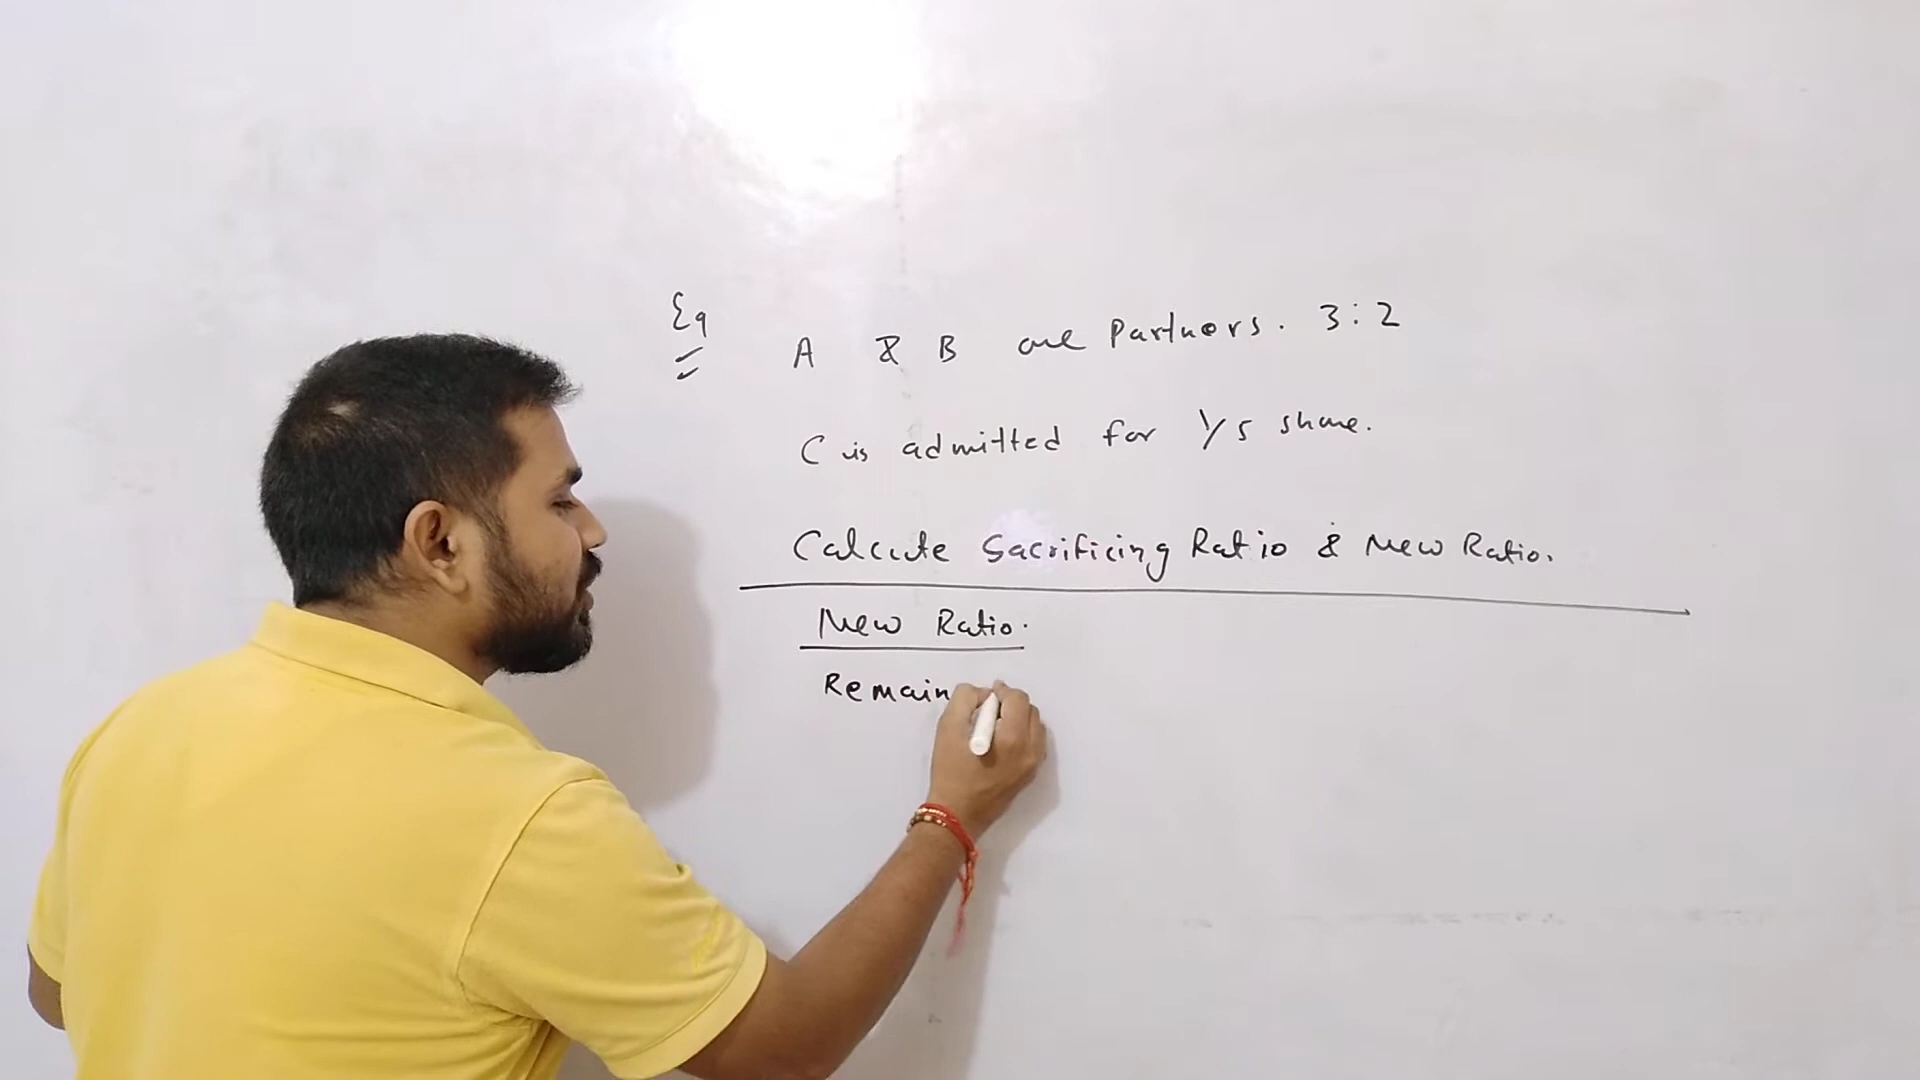 Eg
A & B are Partners. 3:2
C is admitted for 1/5 share.
Calculate Sacrificing Ratio & New Ratio.
New Ratio.
Remain